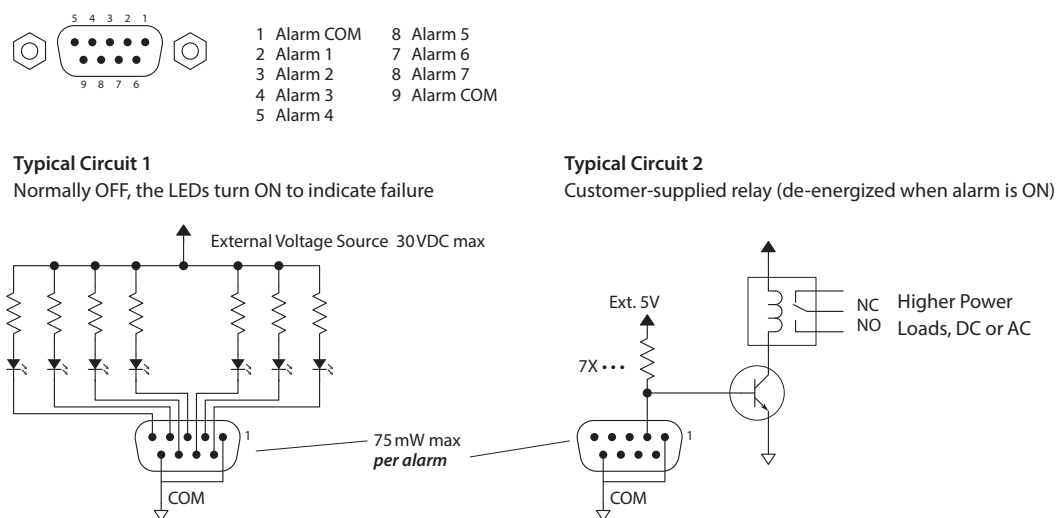 5 4 3 2 1
9 8 7 6
1 Alarm COM
2 Alarm 1
3 Alarm 2
4 Alarm 3
5 Alarm 4
8 Alarm 5
7 Alarm 6
8 Alarm 7
9 Alarm COM
Typical Circuit 1
Normally OFF, the LEDs turn ON to indicate failure
External Voltage Source 30VDC max
1
COM
75mW max
per alarm
Typical Circuit 2
Customer-supplied relay (de-energized when alarm is ON)
Ext. 5V
7X •••
NC
NO
Higher Power
Loads, DC or AC
1
COM